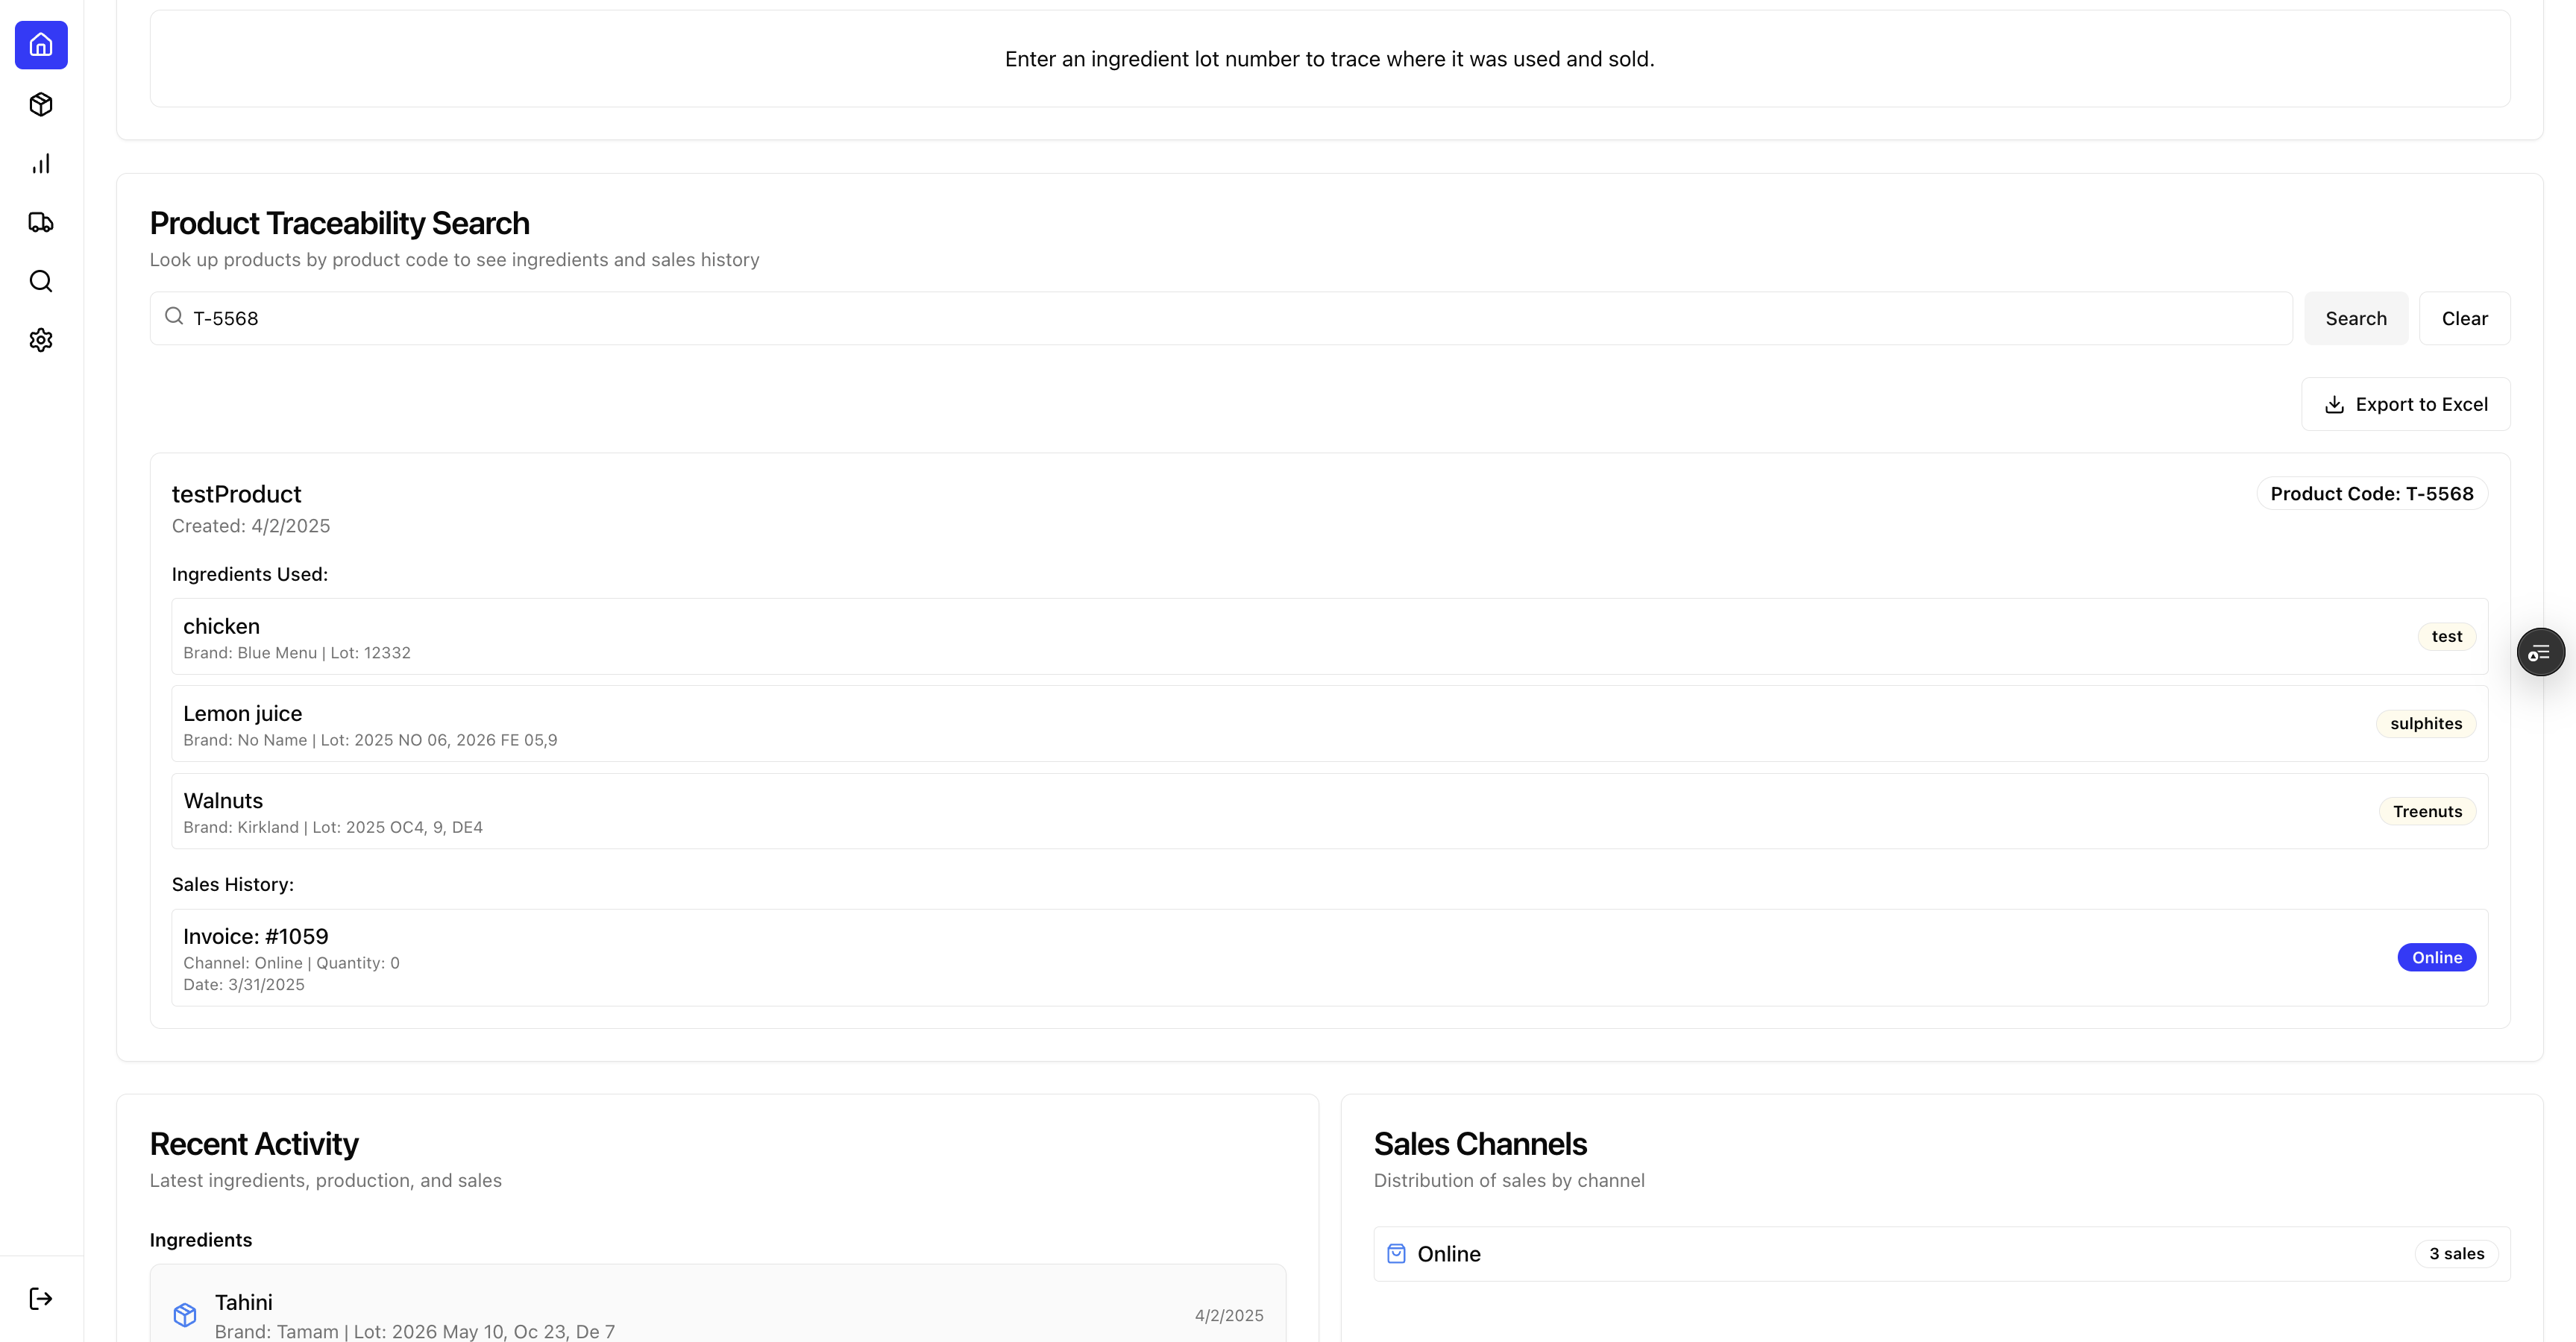 Enter an ingredient lot number to trace where it was used and sold.
Product Traceability Search
Look up products by product code to see ingredients and sales history
T-5568
Search
Clear
Export to Excel
testProduct
Product Code: T-5568
Created: 4/2/2025
Ingredients Used:
chicken
Brand: Blue Menu | Lot: 12332
test
Lemon juice
Brand: No Name | Lot: 2025 NO 06, 2026 FE 05,9
sulphites
Walnuts
Brand: Kirkland | Lot: 2025 OC4, 9, DE4
Treenuts
Sales History:
Invoice: #1059
Channel: Online | Quantity: 0
Date: 3/31/2025
Online
Recent Activity
Latest ingredients, production, and sales
Ingredients
Tahini
Brand: Tamam | Lot: 2026 May 10, Oc 23, De 7
4/2/2025
Sales Channels
Distribution of sales by channel
Online
3 sales